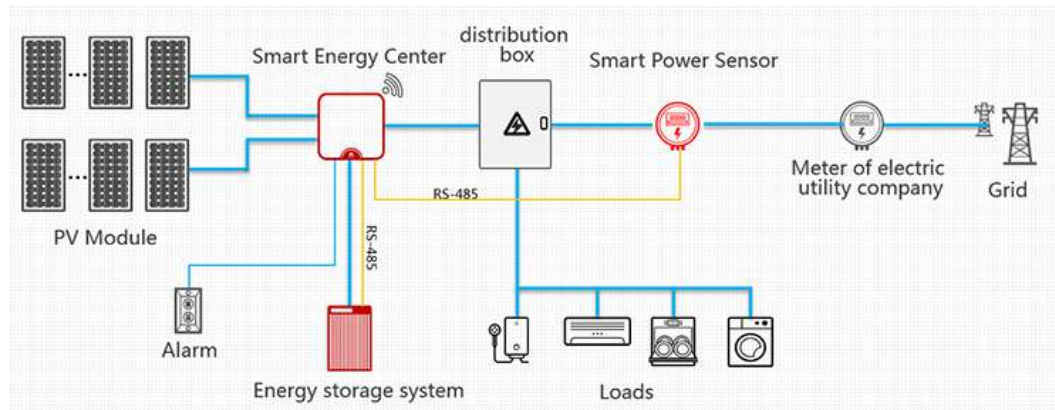 Smart Energy Center
distribution
box
Smart Power Sensor
RS-485
Meter of electric
utility company
Grid
PV Module
RS-485
Alarm
Energy storage system
Loads